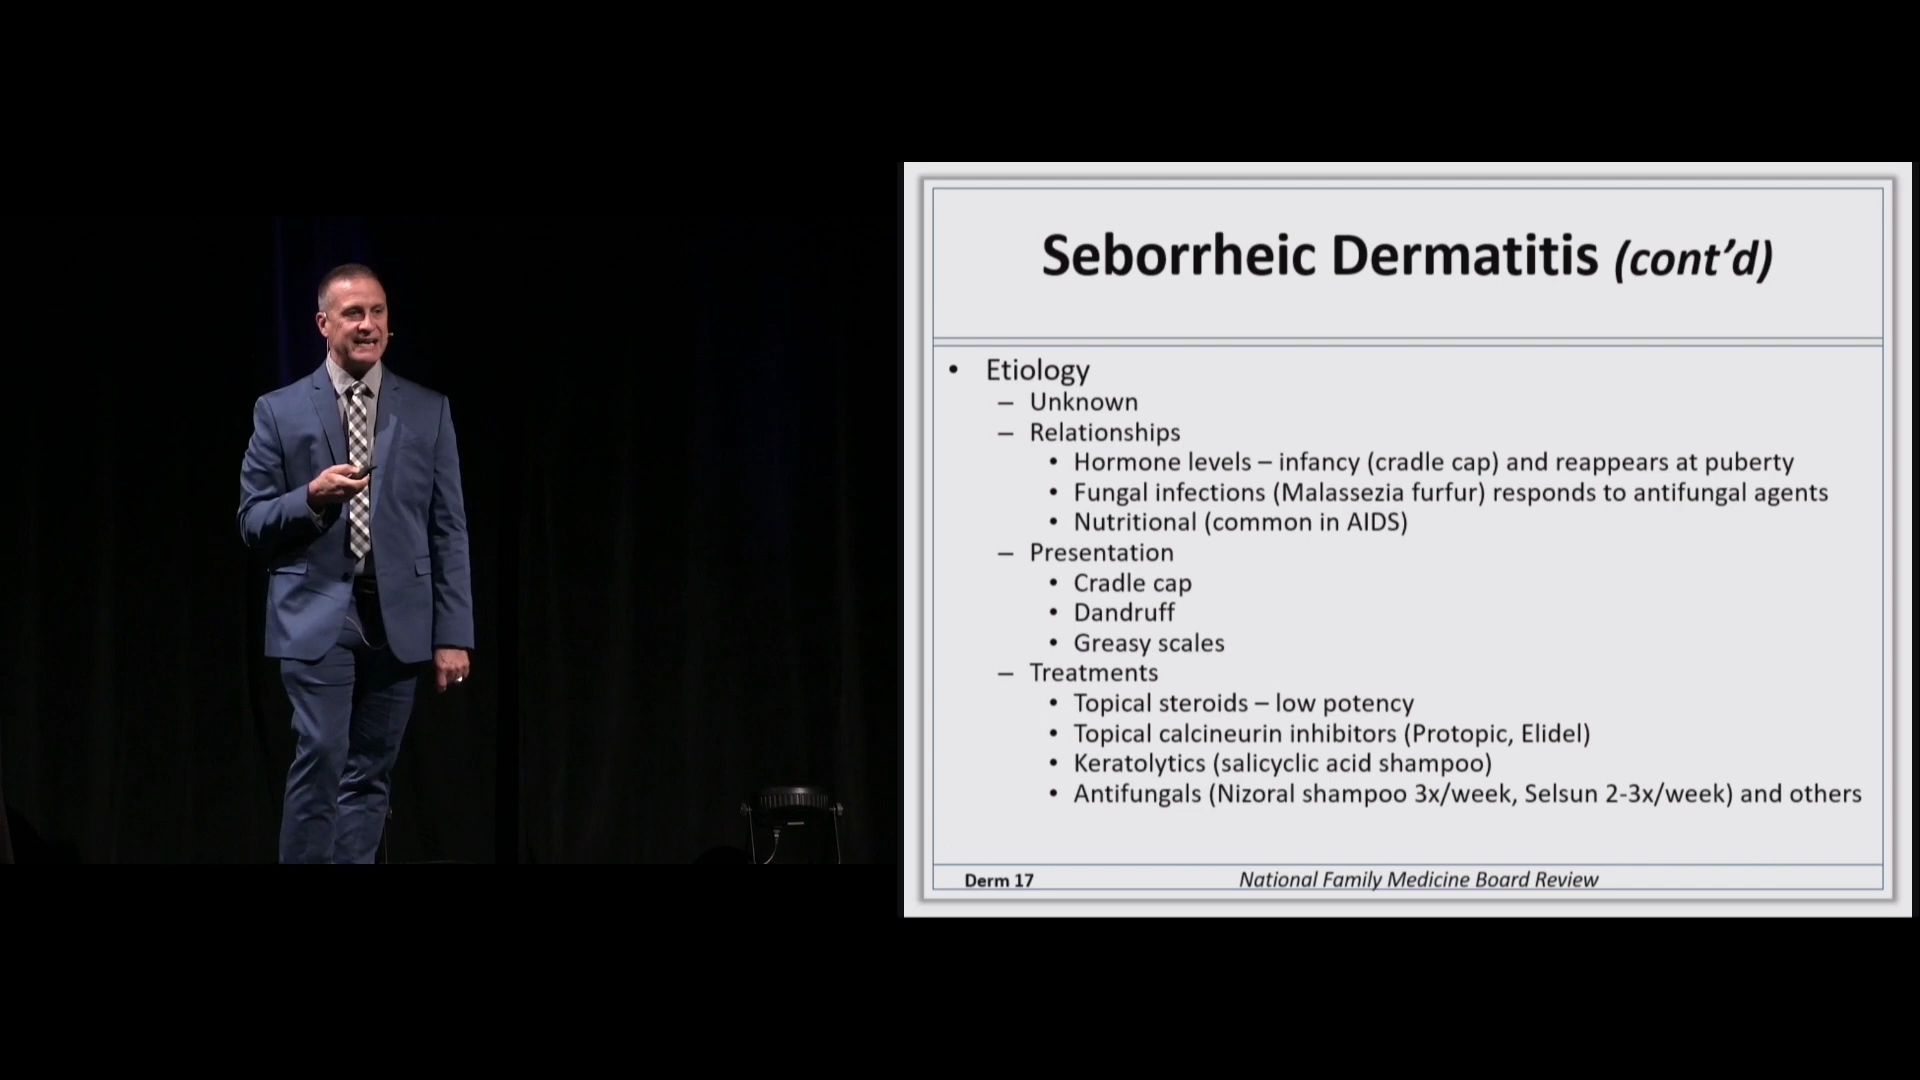 Seborrheic Dermatitis (cont’d)
• Etiology
– Unknown
– Relationships
• Hormone levels – infancy (cradle cap) and reappears at puberty
• Fungal infections (Malassezia furfur) responds to antifungal agents
• Nutritional (common in AIDS)
– Presentation
• Cradle cap
• Dandruff
• Greasy scales
– Treatments
• Topical steroids – low potency
• Topical calcineurin inhibitors (Protopic, Elidel)
• Keratolytics (salicyclic acid shampoo)
• Antifungals (Nizoral shampoo 3x/week, Selsun 2-3x/week) and others
Derm 17
National Family Medicine Board Review